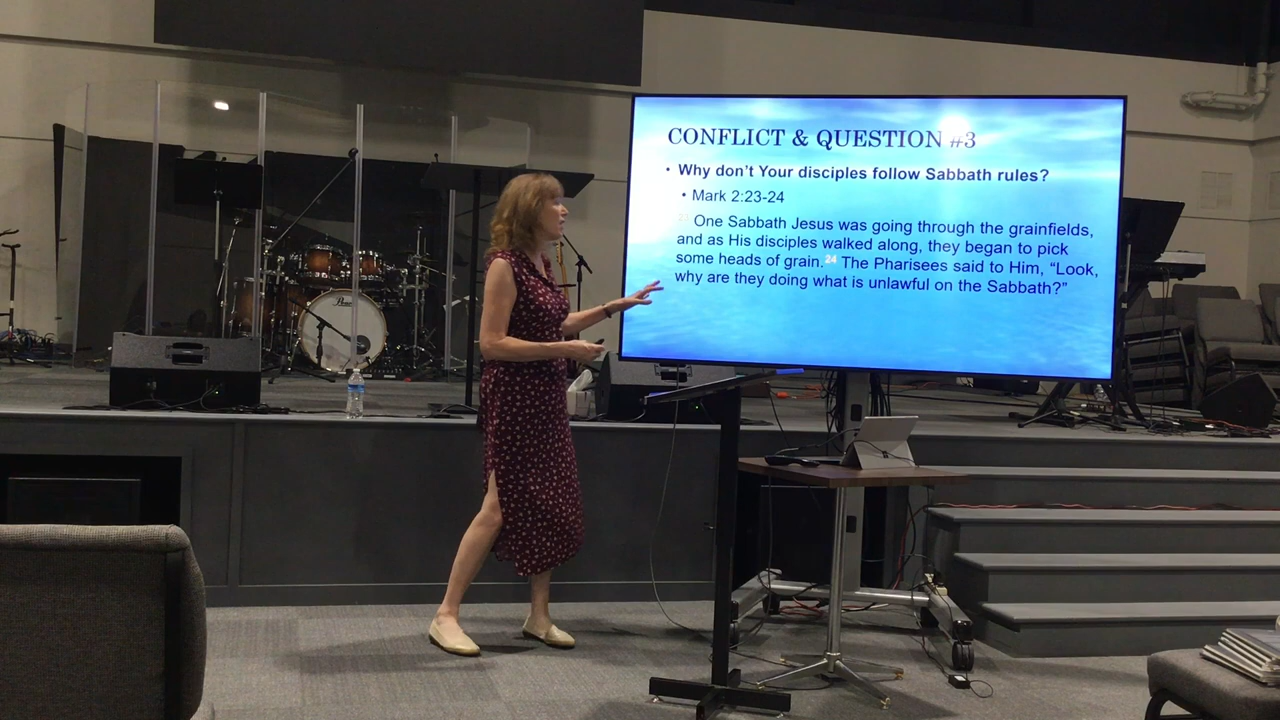 CONFLICT & QUESTION #3
• Why don't Your disciples follow Sabbath rules?
• Mark 2:23-24
23 One Sabbath Jesus was going through the grainfields,
and as His disciples walked along, they began to pick
some heads of grain.24 The Pharisees said to Him, “Look,
why are they doing what is unlawful on the Sabbath?”
Pearl